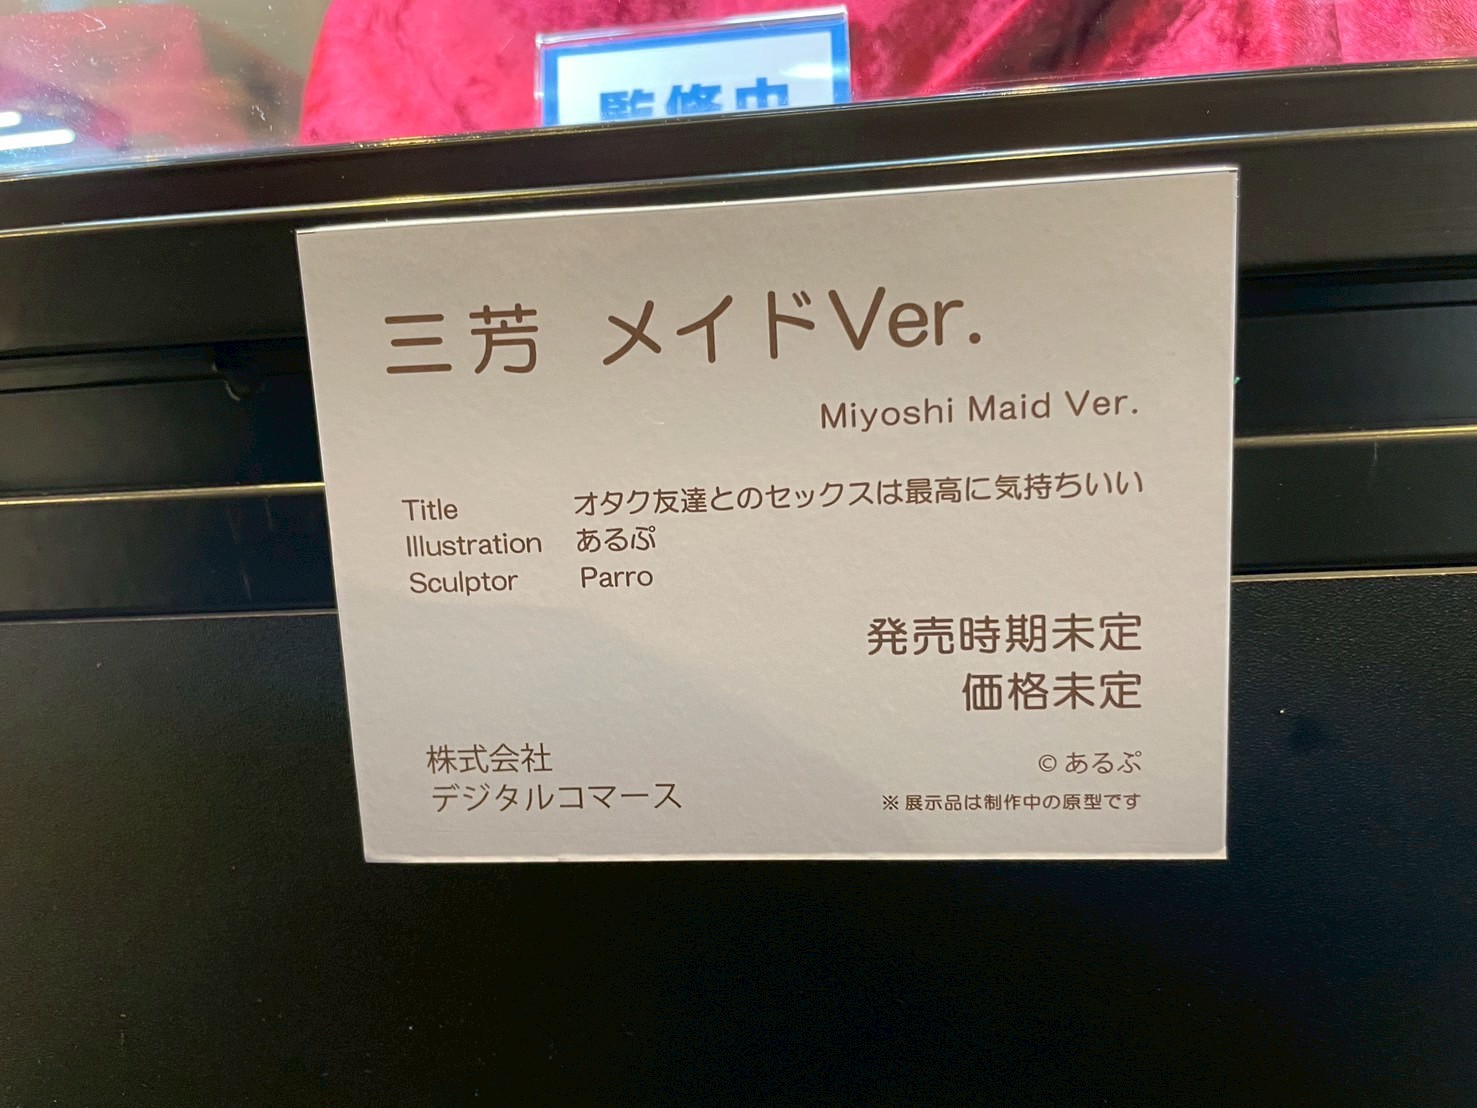 監修中
三芳 メイドVer.
Miyoshi Maid Ver.
Title オタク友達とのセックスは最高に気持ちいい
Illustration あるぷ
Sculptor Parro
発売時期未定
価格未定
株式会社
デジタルコマース
© あるぷ
※ 展示品は制作中の原型です